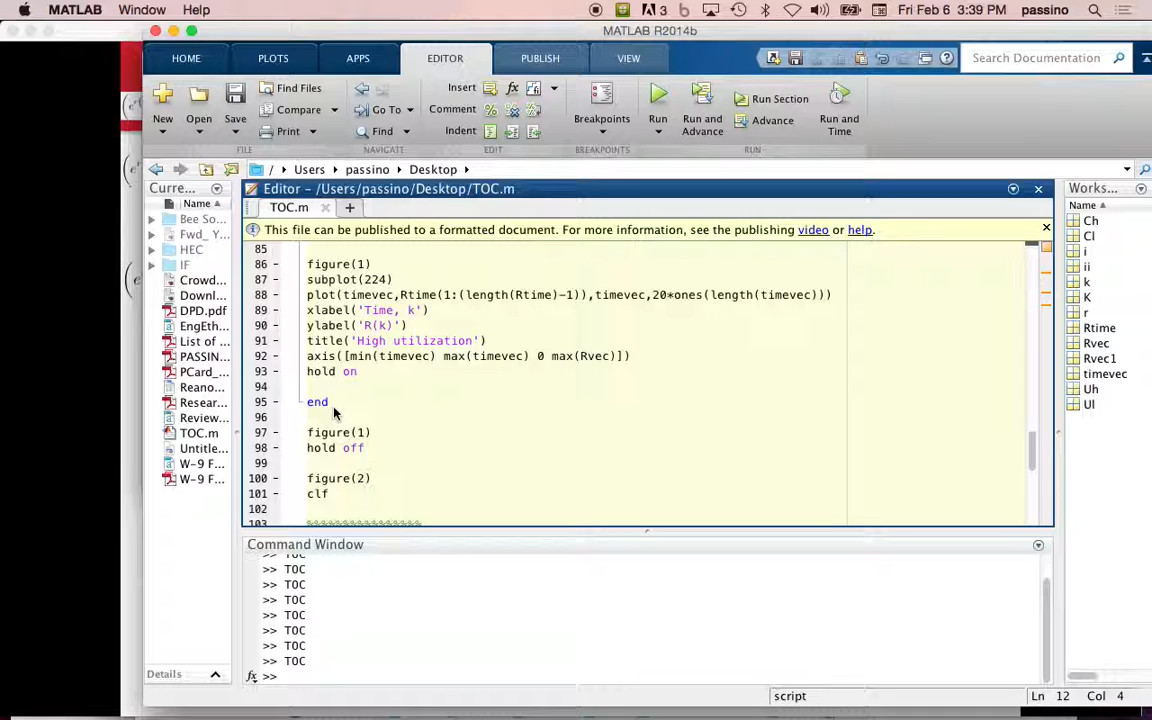 MATLAB Window Help
3 Fri Feb 6 3:39 PM passino
MATLAB R2014b
HOME PLOTS APPS EDITOR PUBLISH VIEW
Search Documentation
New Open Save
Find Files
Compare
Print
Go To
Find
Insert
Comment
Indent
Breakpoints
Run
Run and Advance
Run Section
Advance
Run and Time
FILE NAVIGATE EDIT BREAKPOINTS RUN
/ Users passino Desktop
Curre...
Name
Bee So...
Fwd_ Y...
HEC
IF
Crowd...
Downl...
DPD.pdf
EngEth...
List of ...
PASSIN...
PCard_...
Reano...
Resear...
Review...
TOC.m
Untitle...
W-9 F...
W-9 F...
Details
Editor - /Users/passino/Desktop/TOC.m
TOC.m
This file can be published to a formatted document. For more information, see the publishing video or help.
85
86 - figure(1)
87 - subplot(224)
88 - plot(timevec,Rtime(1:(length(Rtime)-1)),timevec,20*ones(length(timevec)))
89 - xlabel('Time, k')
90 - ylabel('R(k)')
91 - title('High utilization')
92 - axis([min(timevec) max(timevec) 0 max(Rvec)])
93 - hold on
94
95 - end
96
97 - figure(1)
98 - hold off
99
100 - figure(2)
101 - clf
102
103 %%%%%%%%%%%%%%%%
Command Window
>> TOC
>> TOC
>> TOC
>> TOC
>> TOC
>> TOC
>> TOC
>> TOC
fx >>
Works...
Name
Ch
Cl
i
ii
k
K
r
Rtime
Rvec
Rvec1
timevec
Uh
Ul
script
Ln 12 Col 4